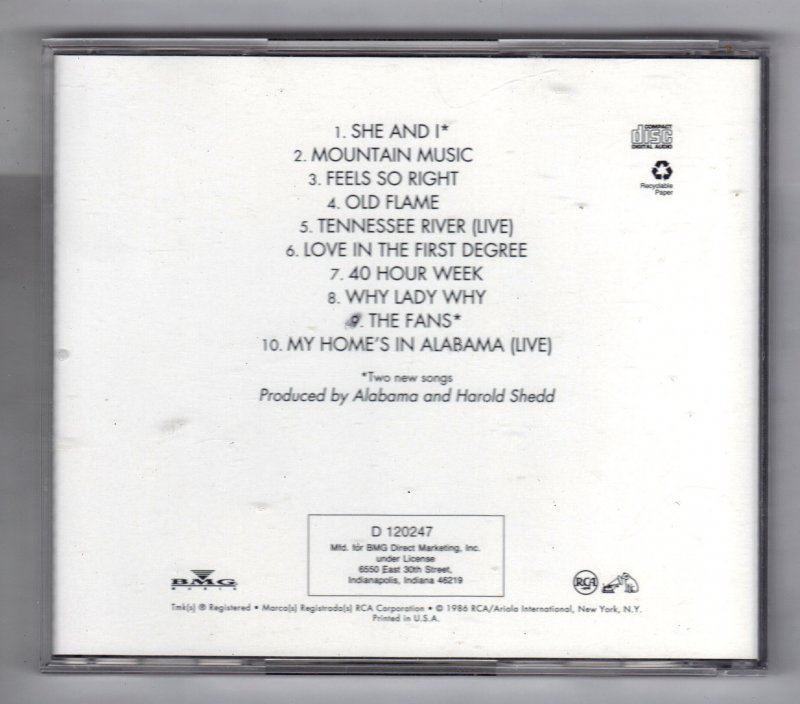 1. SHE AND I*
2. MOUNTAIN MUSIC
3. FEELS SO RIGHT
4. OLD FLAME
5. TENNESSEE RIVER (LIVE)
6. LOVE IN THE FIRST DEGREE
7. 40 HOUR WEEK
8. WHY LADY WHY
9. THE FANS*
10. MY HOME'S IN ALABAMA (LIVE)
*Two new songs
Produced by Alabama and Harold Shedd
COMPACT
disc
DIGITAL AUDIO
Recyclable
Paper
D 120247
Mfd. for BMG Direct Marketing, Inc.
under License
6550 East 30th Street,
Indianapolis, Indiana 46219
BMG
MUSIC
RCA
Tmk(s) ® Registered • Marca(s) Registrada(s) RCA Corporation • © 1986 RCA/Ariola International, New York, N.Y.
Printed in U.S.A.